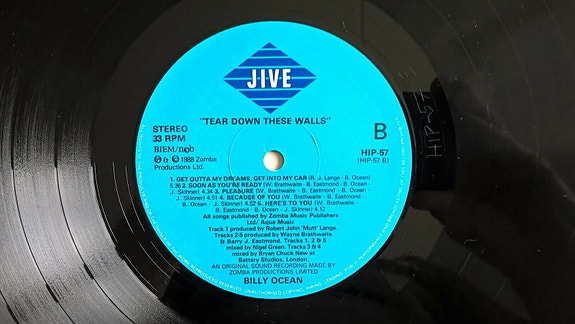 JIVE
"TEAR DOWN THESE WALLS"
STEREO
33 RPM
BIEM/ncb
℗ & © 1988 Zomba
Productions Ltd.
B
HIP-57
(HIP-57 B)
1. GET OUTTA MY DREAMS, GET INTO MY CAR (R. J. Lange - B. Ocean)
5.36 2. SOON AS YOU'RE READY (W. Brathwaite - B. Eastmond - B. Ocean -
J. Skinner) 4.34 3. PLEASURE (W. Brathwaite - B. Eastmond - B. Ocean -
J. Skinner) 4.51 4. BECAUSE OF YOU (W. Brathwaite - B. Eastmond
B. Ocean - J. Skinner) 4.52 5. HERE'S TO YOU (W. Brathwaite -
B. Eastmond - B. Ocean - J. Skinner) 4.12
All songs published by Zomba Music Publishers
Ltd/ Aqua Music
Track 1 produced by Robert John 'Mutt' Lange.
Tracks 2-5 produced by Wayne Brathwaite
& Barry J. Eastmond. Tracks 1, 2 & 5
mixed by Nigel Green. Tracks 3 & 4
mixed by Bryan Chuck New at
Battery Studios, London.
AN ORIGINAL SOUND RECORDING MADE BY
ZOMBA PRODUCTIONS LIMITED
BILLY OCEAN
HIP-57